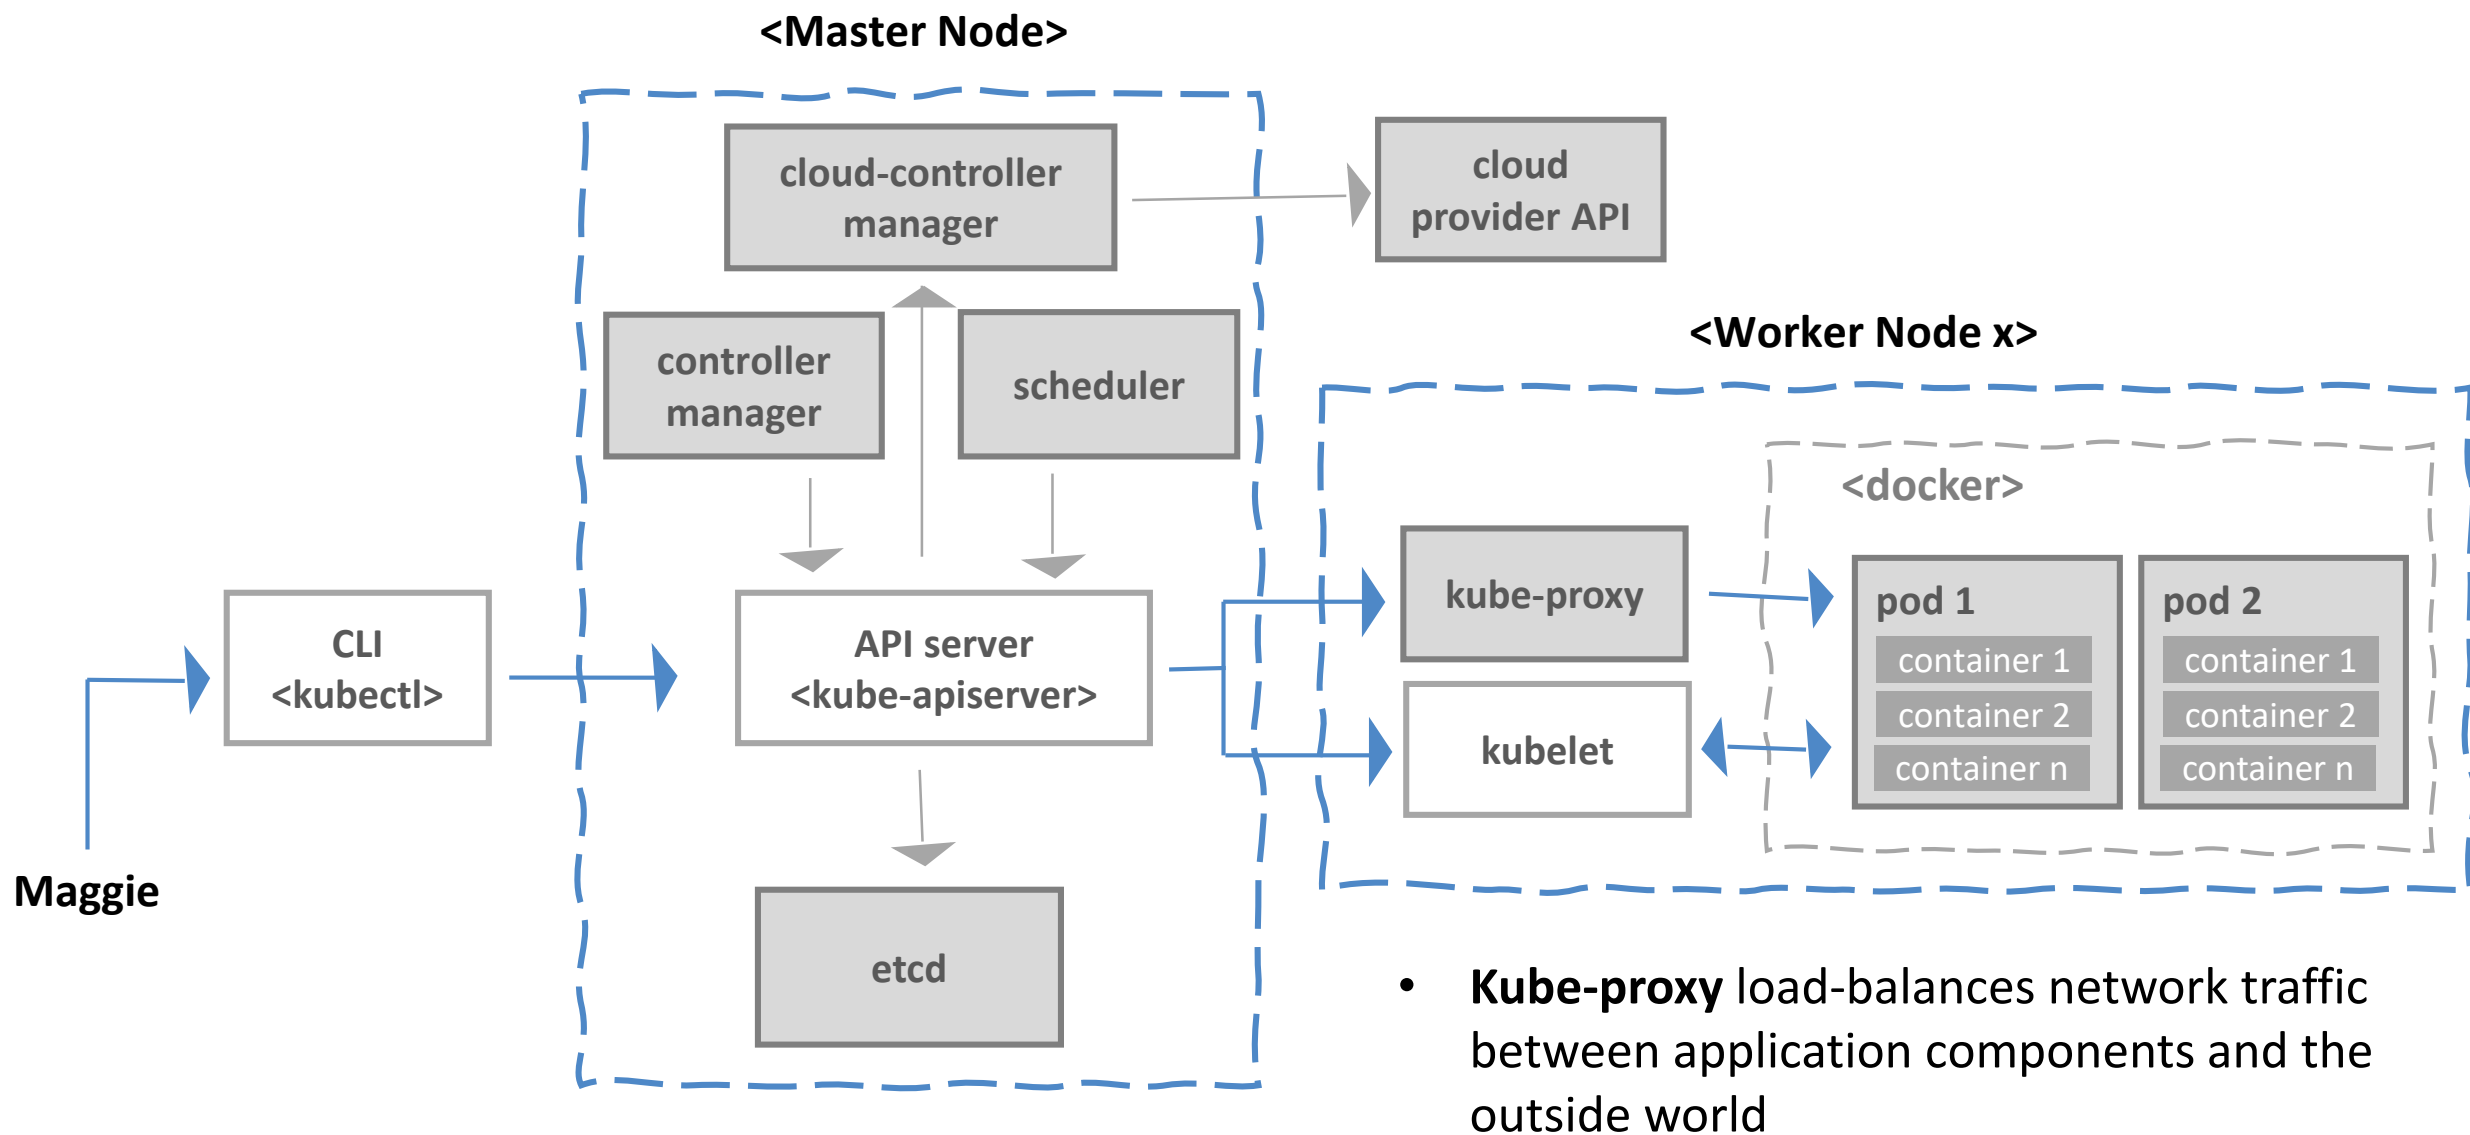 <Master Node>
cloud-controller
manager
cloud
provider API
controller
manager
scheduler
<Worker Node x>
<docker>
CLI
<kubectl>
API server
<kube-apiserver>
kube-proxy
kubelet
pod 1
container 1
container 2
container n
pod 2
container 1
container 2
container n
Maggie
etcd
• Kube-proxy load-balances network traffic
between application components and the
outside world